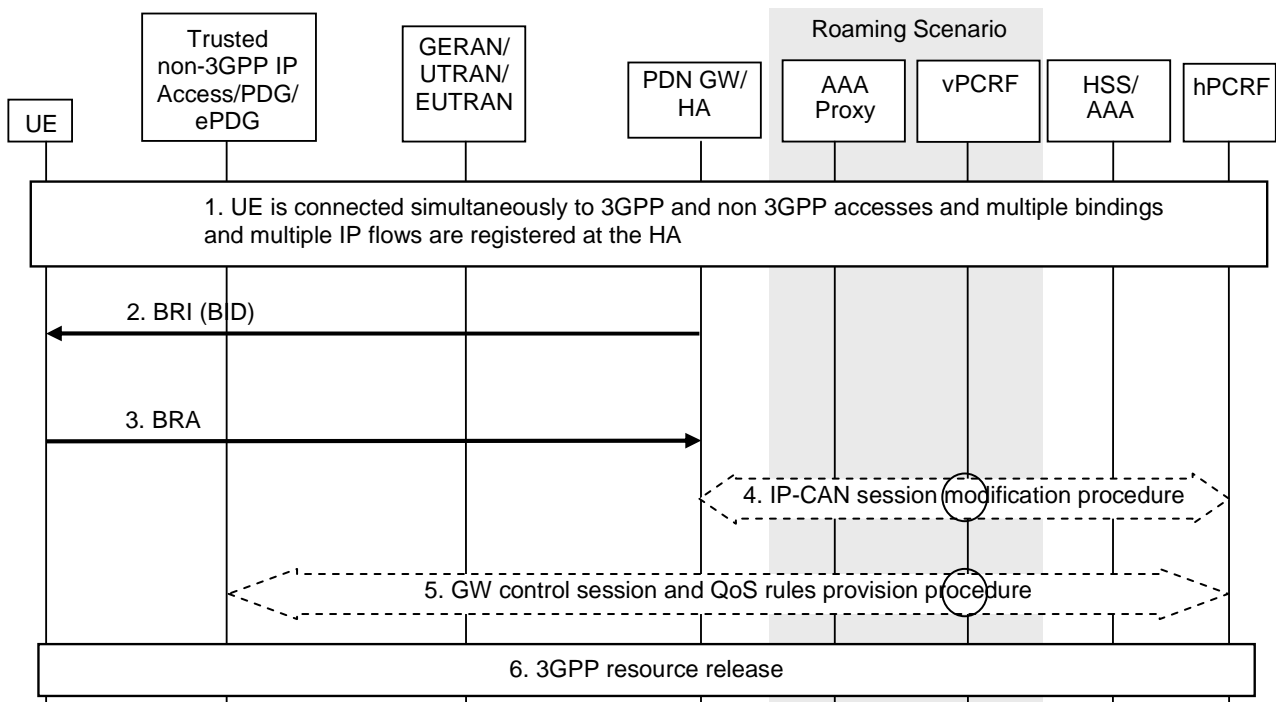 Roaming Scenario
UE
Trusted
non-3GPP IP
Access/PDG/
ePDG
GERAN/
UTRAN/
EUTRAN
PDN GW/
HA
AAA
Proxy
vPCRF
HSS/
AAA
hPCRF
1. UE is connected simultaneously to 3GPP and non 3GPP accesses and multiple bindings
and multiple IP flows are registered at the HA
2. BRI (BID)
3. BRA
4. IP-CAN session modification procedure
5. GW control session and QoS rules provision procedure
6. 3GPP resource release